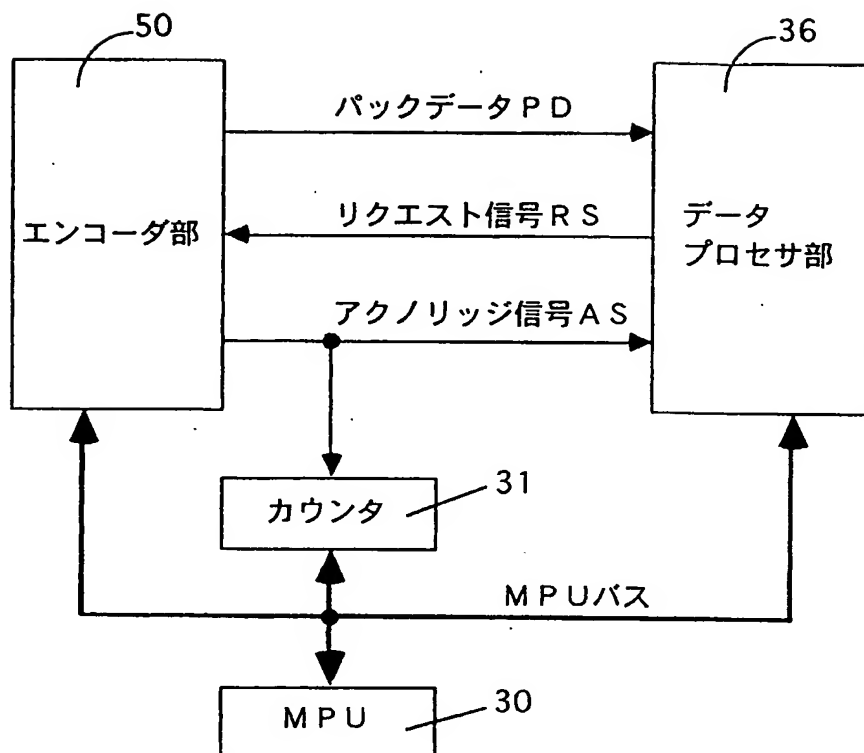 50
36
パックデータPD
エンコーダ部
リクエスト信号RS
データ
プロセサ部
アクノリッジ信号AS
カウンタ
31
MPUバス
MPU
30